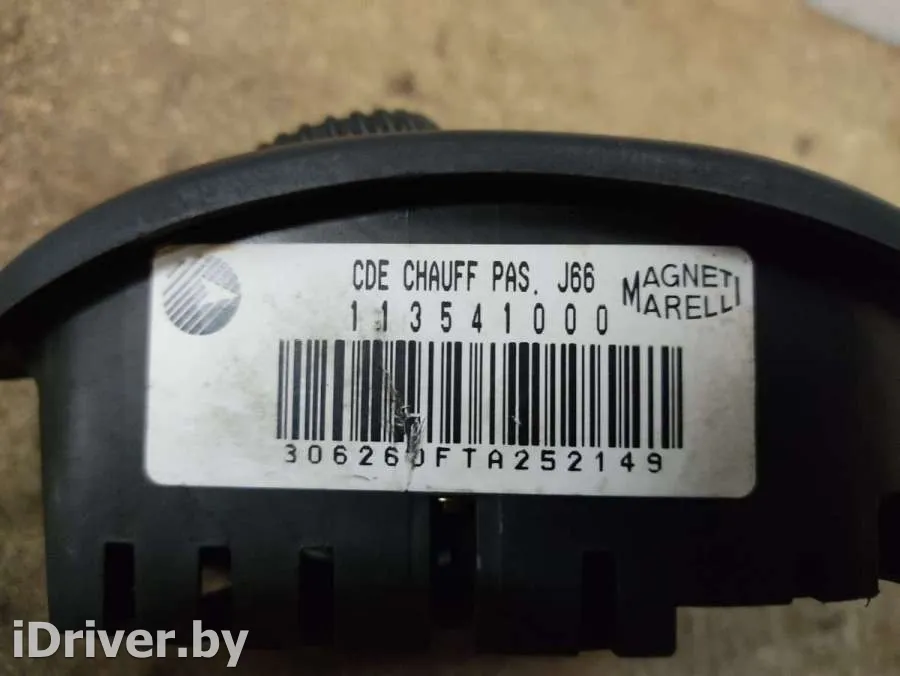 CDE CHAUFF PAS. J66
MAGNETI
MARELLI
113541000
306260FTA252149
iDriver.by